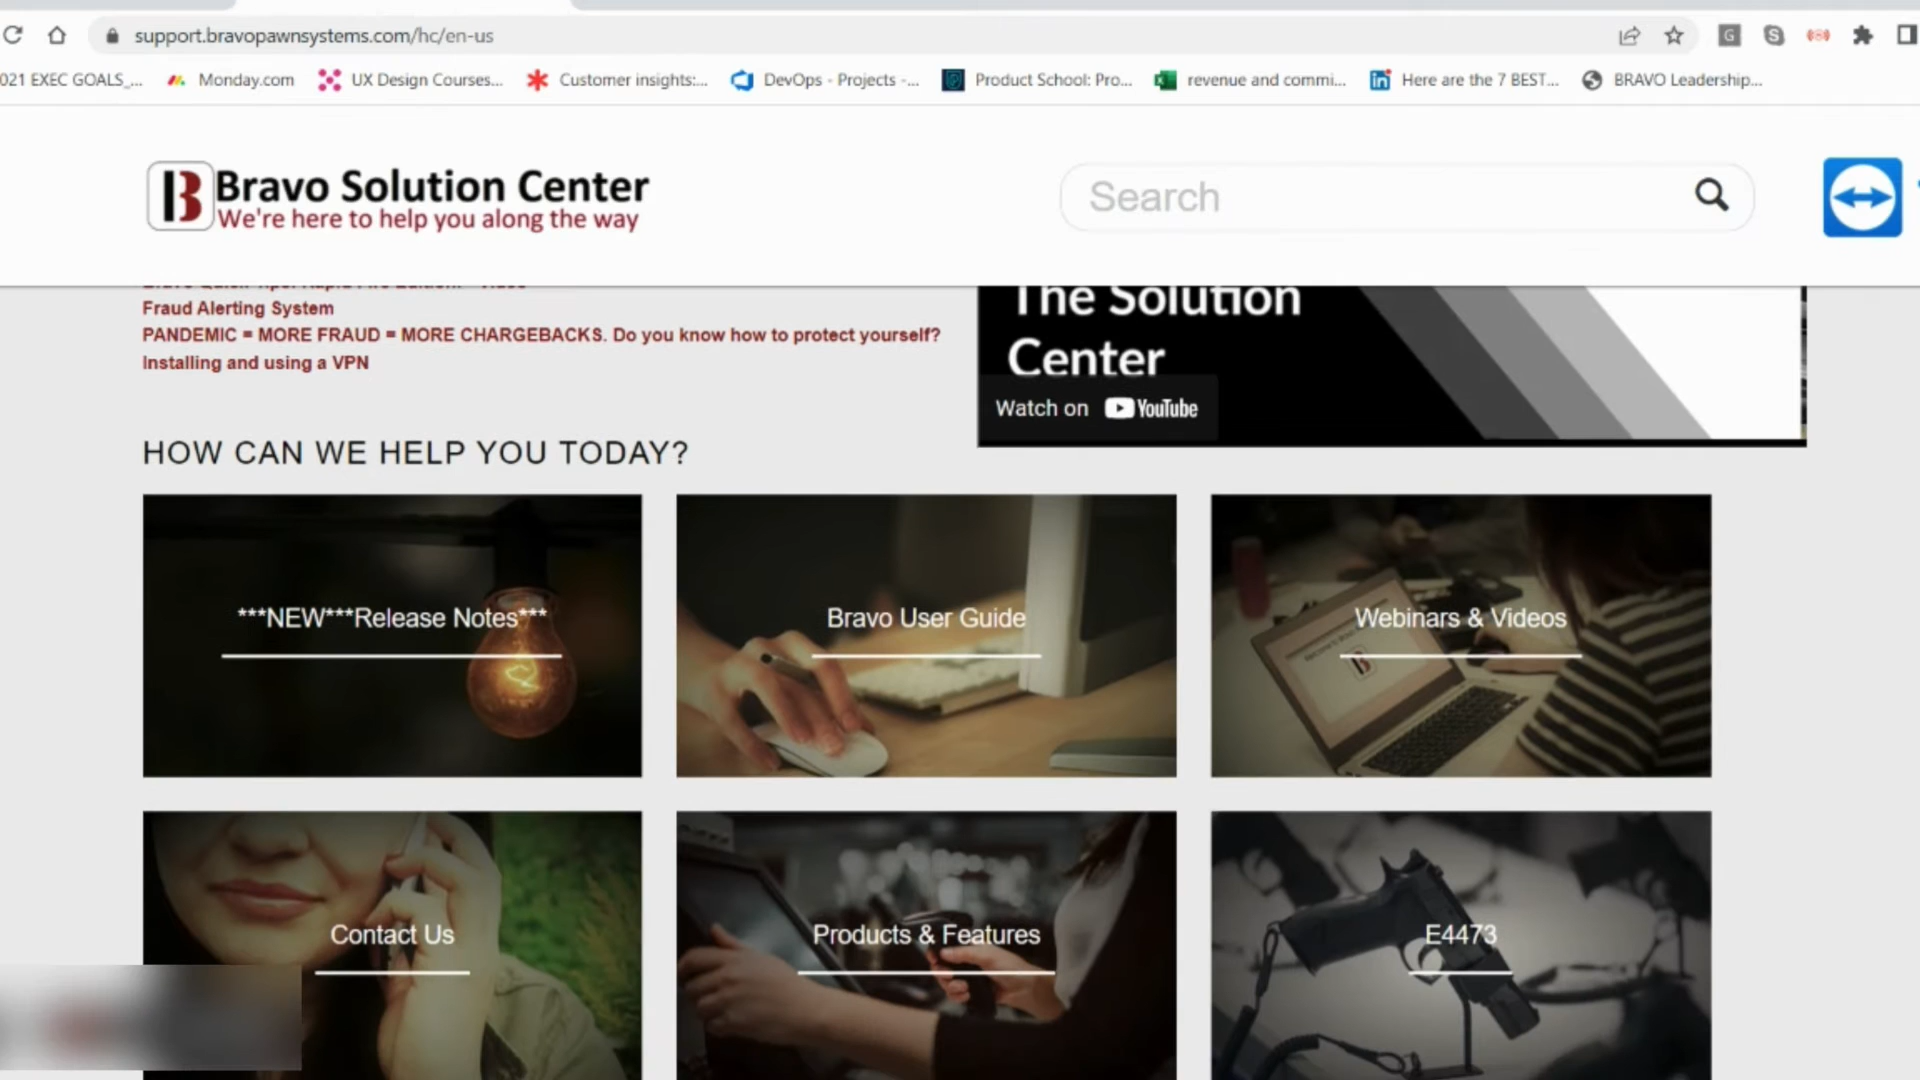 support.bravopawnsystems.com/hc/en-us
021 EXEC GOALS_...
Monday.com
UX Design Courses...
Customer insights:...
DevOps - Projects -...
Product School: Pro...
revenue and commi...
Here are the 7 BEST...
BRAVO Leadership...
Bravo Solution Center
We're here to help you along the way
Search
Fraud Alerting System
PANDEMIC = MORE FRAUD = MORE CHARGEBACKS. Do you know how to protect yourself?
Installing and using a VPN
The Solution
Center
Watch on YouTube
HOW CAN WE HELP YOU TODAY?
***NEW***Release Notes***
Bravo User Guide
Webinars & Videos
Contact Us
Products & Features
E4473